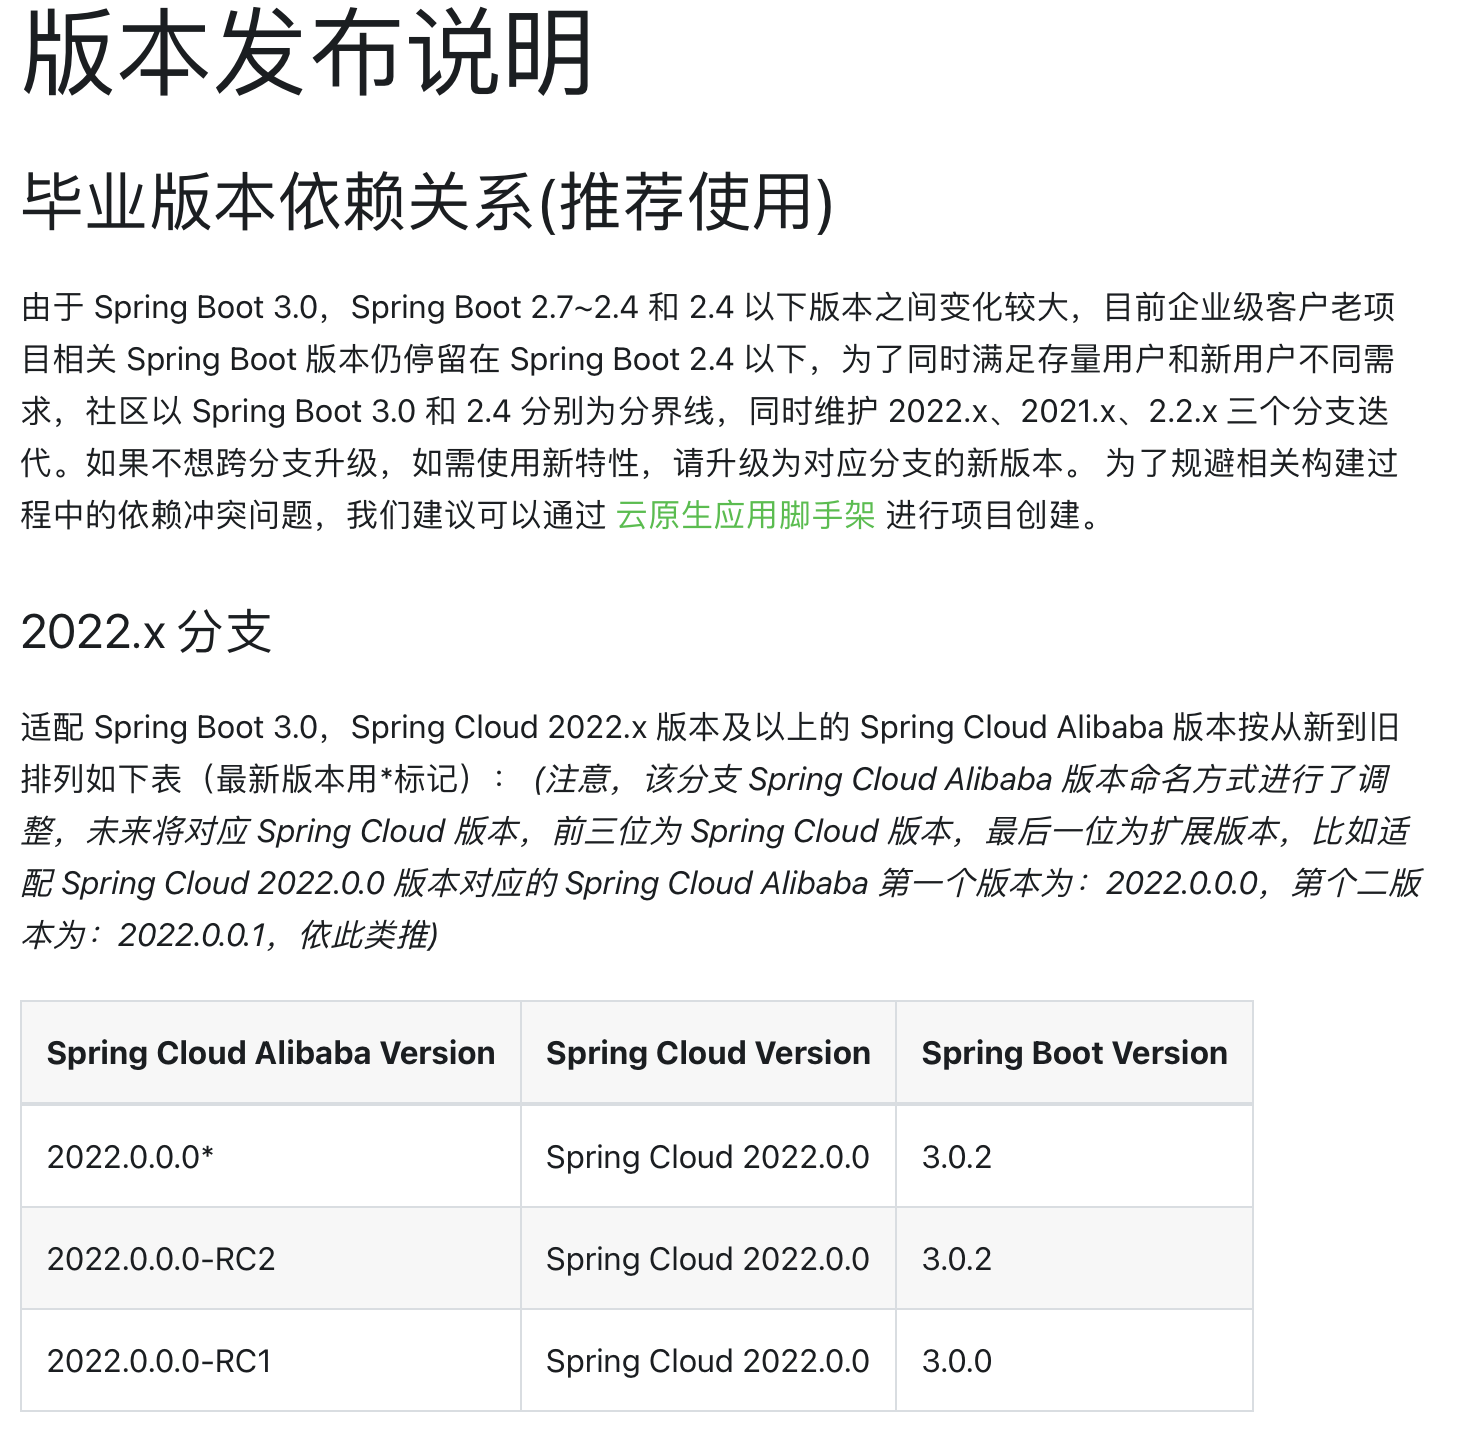 版本发布说明
毕业版本依赖关系(推荐使用)
由于 Spring Boot 3.0，Spring Boot 2.7~2.4 和 2.4 以下版本之间变化较大，目前企业级客户老项
目相关 Spring Boot 版本仍停留在 Spring Boot 2.4 以下，为了同时满足存量用户和新用户不同需
求，社区以 Spring Boot 3.0 和 2.4 分别为分界线，同时维护 2022.x、2021.x、2.2.x 三个分支迭
代。如果不想跨分支升级，如需使用新特性，请升级为对应分支的新版本。 为了规避相关构建过
程中的依赖冲突问题，我们建议可以通过 云原生应用脚手架 进行项目创建。
2022.x 分支
适配 Spring Boot 3.0，Spring Cloud 2022.x 版本及以上的 Spring Cloud Alibaba 版本按从新到旧
排列如下表（最新版本用*标记）： (注意，该分支 Spring Cloud Alibaba 版本命名方式进行了调
整，未来将对应 Spring Cloud 版本，前三位为 Spring Cloud 版本，最后一位为扩展版本，比如适
配 Spring Cloud 2022.0.0 版本对应的 Spring Cloud Alibaba 第一个版本为：2022.0.0.0，第个二版
本为：2022.0.0.1，依此类推)
Spring Cloud Alibaba Version Spring Cloud Version Spring Boot Version
2022.0.0.0* Spring Cloud 2022.0.0 3.0.2
2022.0.0.0-RC2 Spring Cloud 2022.0.0 3.0.2
2022.0.0.0-RC1 Spring Cloud 2022.0.0 3.0.0